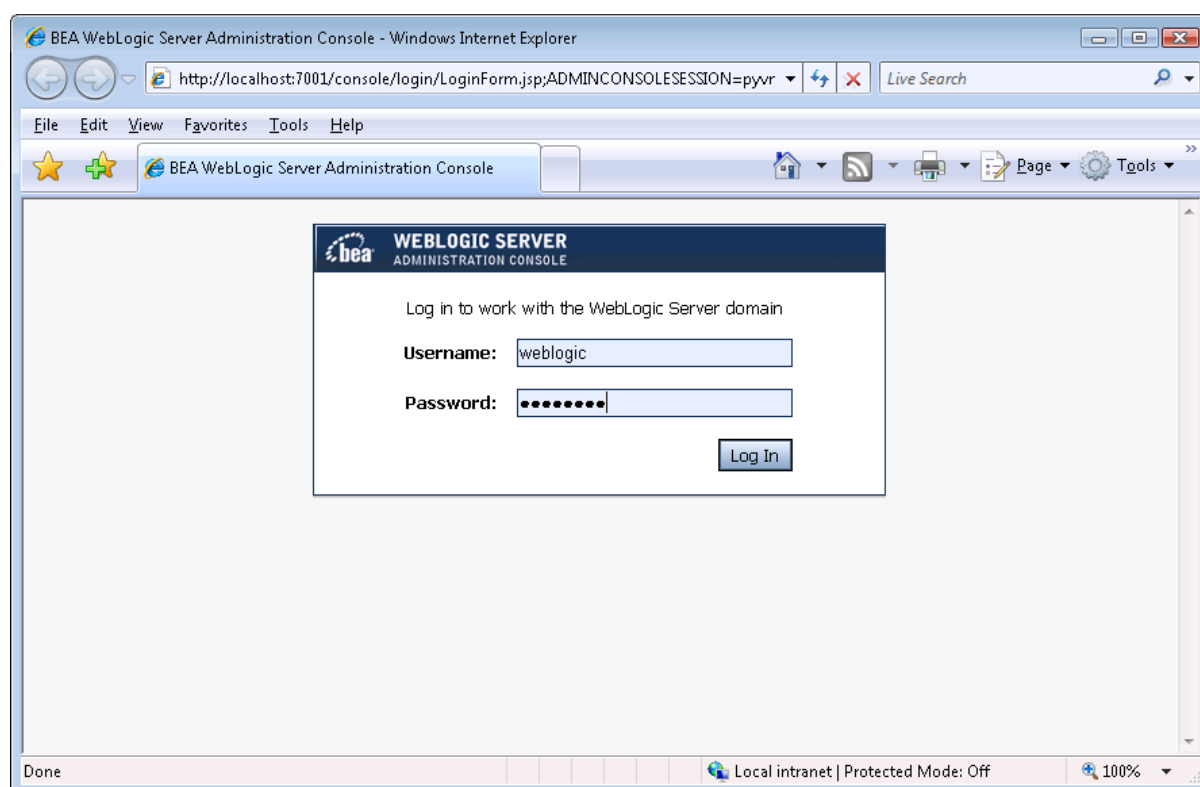 BEA WebLogic Server Administration Console - Windows Internet Explorer
http://localhost:7001/console/login/LoginForm.jsp;ADMINCONSOLESESSION=pyvr
Live Search
File Edit View Favorites Tools Help
BEA WebLogic Server Administration Console
Page Tools
bea WEBLOGIC SERVER
ADMINISTRATION CONSOLE
Log in to work with the WebLogic Server domain
Username: weblogic
Password: ••••••••
Log In
Done
Local intranet | Protected Mode: Off
100%